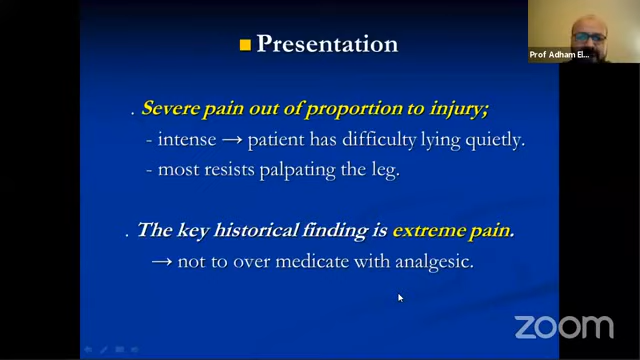 Presentation
Prof Adham El...
. Severe pain out of proportion to injury;
- intense → patient has difficulty lying quietly.
- most resists palpating the leg.
. The key historical finding is extreme pain.
→ not to over medicate with analgesic.
zoom